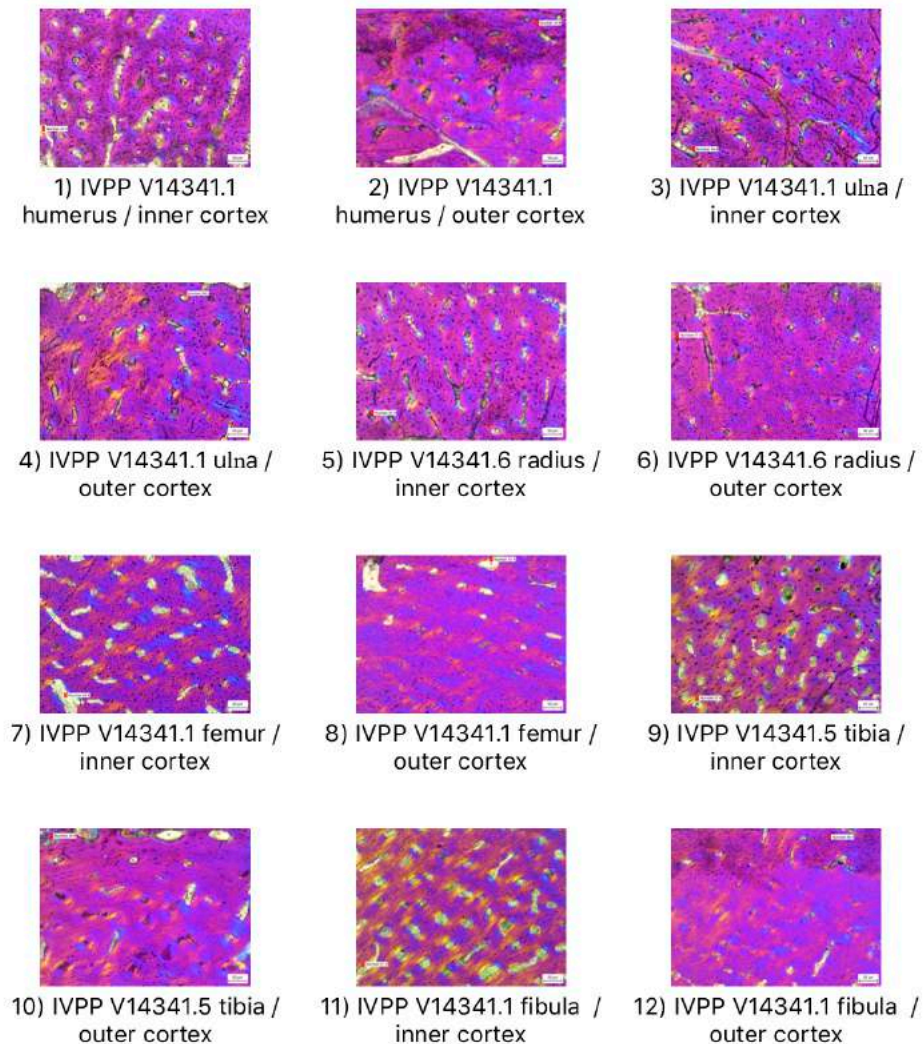 1) IVPP V14341.1
humerus / inner cortex
2) IVPP V14341.1
humerus / outer cortex
3) IVPP V14341.1 ulna /
inner cortex
4) IVPP V14341.1 ulna /
outer cortex
5) IVPP V14341.6 radius /
inner cortex
6) IVPP V14341.6 radius /
outer cortex
7) IVPP V14341.1 femur /
inner cortex
8) IVPP V14341.1 femur /
outer cortex
9) IVPP V14341.5 tibia /
inner cortex
10) IVPP V14341.5 tibia /
outer cortex
11) IVPP V14341.1 fibula /
inner cortex
12) IVPP V14341.1 fibula /
outer cortex